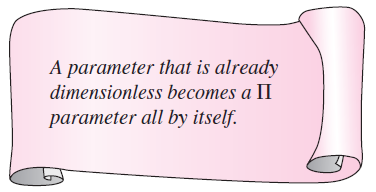 A parameter that is already
dimensionless becomes a Π
parameter all by itself.